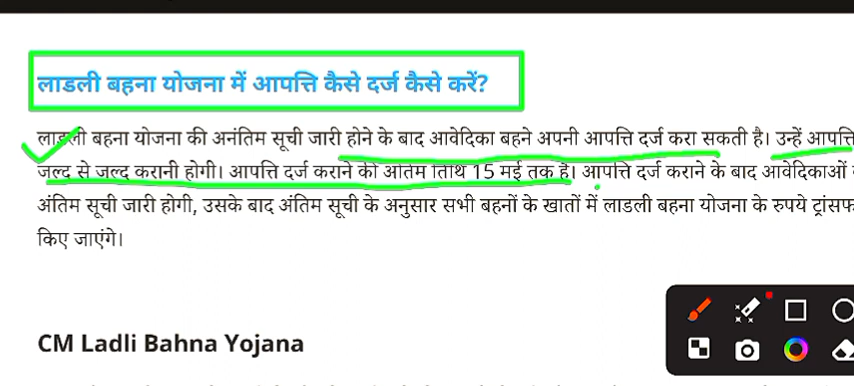 लाडली बहना योजना में आपत्ति कैसे दर्ज कैसे करें?
लाडली बहना योजना की अनंतिम सूची जारी होने के बाद आवेदिका बहने अपनी आपत्ति दर्ज करा सकती है। उन्हें आपत्ति
जल्द से जल्द करानी होगी। आपत्ति दर्ज कराने की अंतिम तिथि 15 मई तक है। आपत्ति दर्ज कराने के बाद आवेदिकाओं
अंतिम सूची जारी होगी, उसके बाद अंतिम सूची के अनुसार सभी बहनों के खातों में लाडली बहना योजना के रुपये ट्रांसफ
किए जाएंगे।
CM Ladli Bahna Yojana